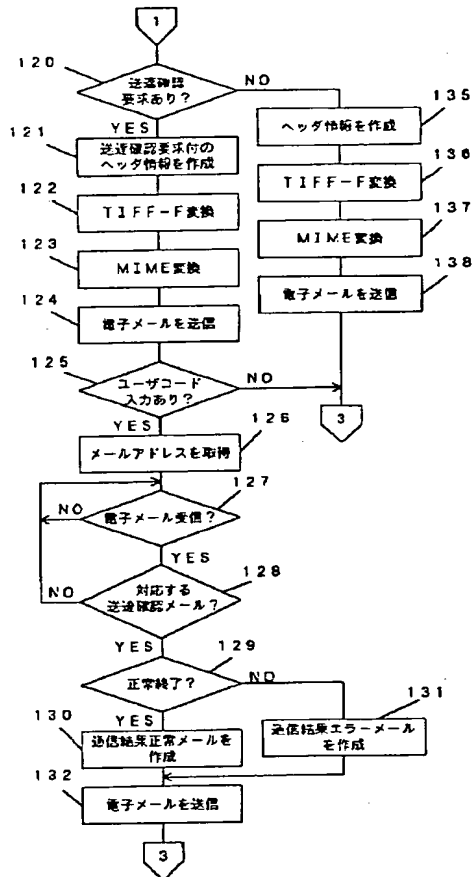 1
120
送達確認
要求あり?
NO
YES
121
送達確認要求付の
ヘッダ情報を作成
122
TIFF-F変換
123
MIME変換
124
電子メールを送信
135
ヘッダ情報を作成
136
TIFF-F変換
137
MIME変換
138
電子メールを送信
125
ユーザコード
入力あり?
NO
3
YES
126
メールアドレスを取得
127
NO
電子メール受信?
YES
128
NO
対応する
送達確認メール?
YES
129
正常終了?
NO
YES
130
通信結果正常メールを
作成
131
通信結果エラーメール
を作成
132
電子メールを送信
3